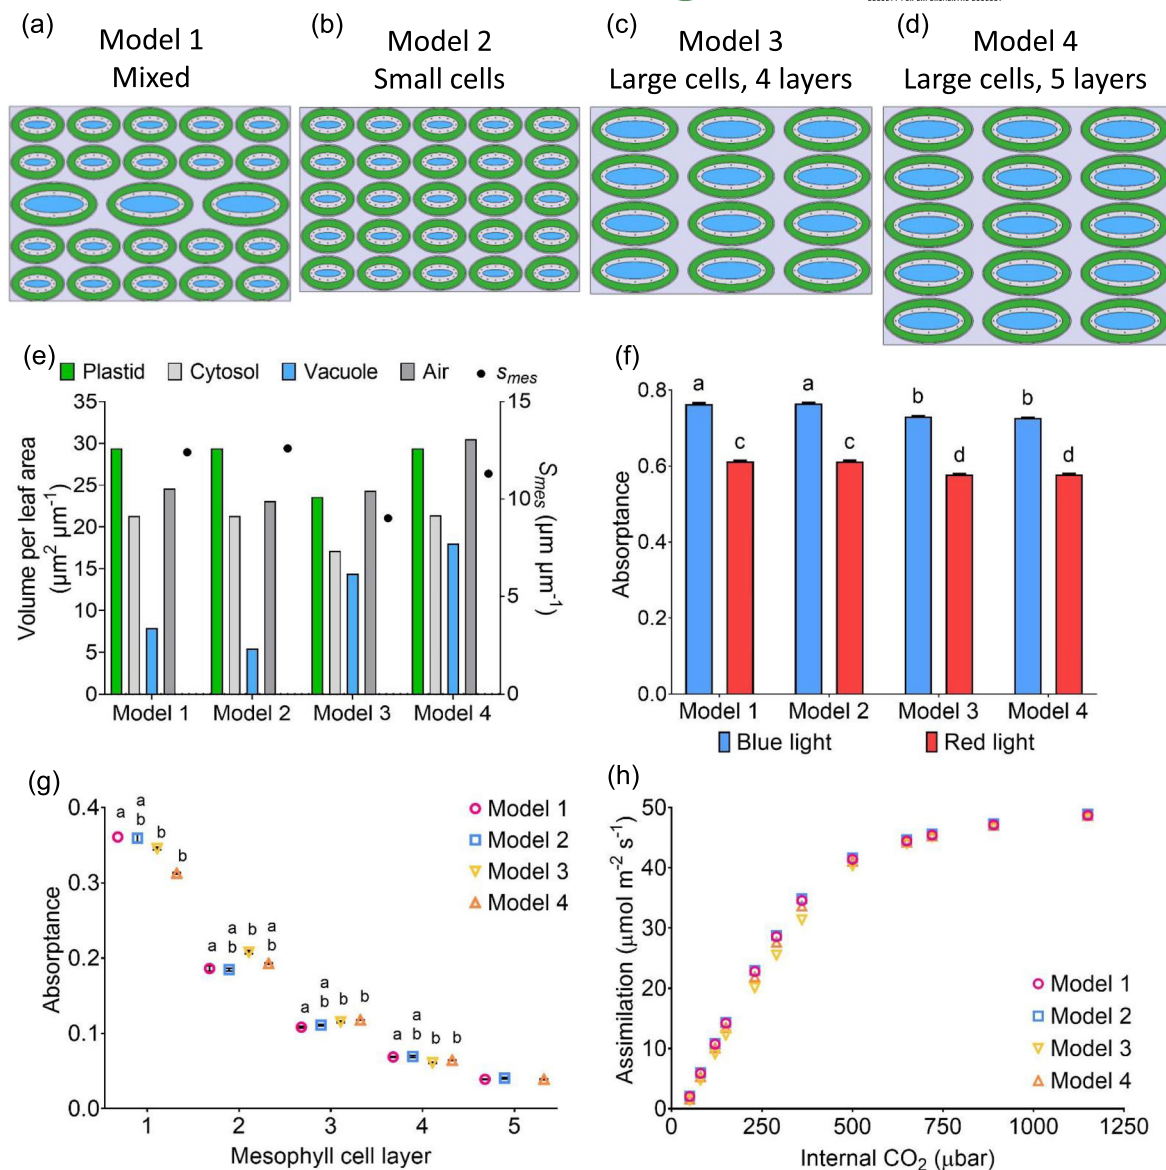 (a)
Model 1
Mixed
(b)
Model 2
Small cells
(c)
Model 3
Large cells, 4 layers
(d)
Model 4
Large cells, 5 layers
(e)
Plastid Cytosol Vacuole Air s_mes
Volume per leaf area
(µm² µm⁻¹)
35
30
25
20
15
10
5
0
15
10
5
0
S_mes (µm µm⁻¹)
Model 1 Model 2 Model 3 Model 4
(f)
Absorptance
0.8
0.6
0.4
0.2
0.0
a a b b
c c d d
Model 1 Model 2 Model 3 Model 4
Blue light Red light
(g)
Absorptance
0.4
0.3
0.2
0.1
0.0
a a b b b
a a b b a b
a a b b b
a a b b b
Model 1
Model 2
Model 3
Model 4
1 2 3 4 5
Mesophyll cell layer
(h)
Assimilation (µmol m⁻² s⁻¹)
50
40
30
20
10
0
Model 1
Model 2
Model 3
Model 4
0 250 500 750 1000 1250
Internal CO₂ (µbar)